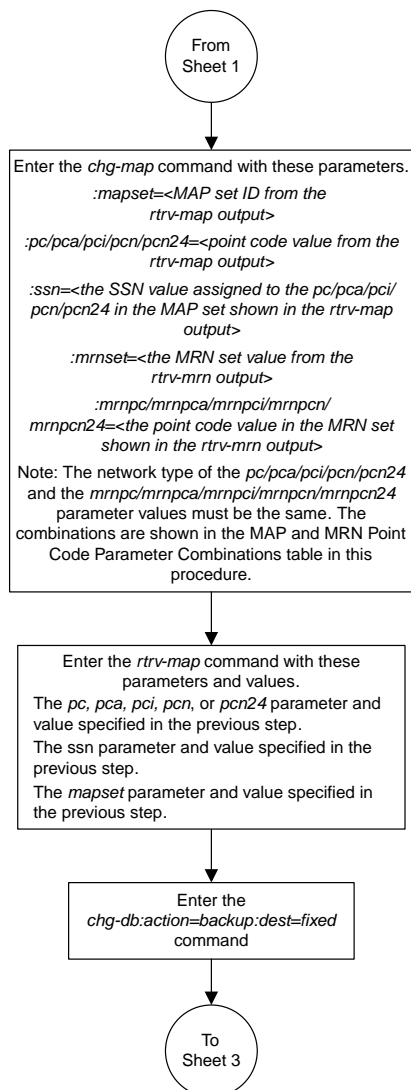 From
Sheet 1
Enter the chg-map command with these parameters.
:mapset=<MAP set ID from the
rtrv-map output>
:pc/pca/pci/pcn/pcn24=<point code value from the
rtrv-map output>
:ssn=<the SSN value assigned to the pc/pca/pci/
pcn/pcn24 in the MAP set shown in the rtrv-map
output>
:mrnset=<the MRN set value from the
rtrv-mrn output>
:mrnpc/mrnpca/mrnpci/mrnpcn/
mrnpcn24=<the point code value in the MRN set
shown in the rtrv-mrn output>
Note: The network type of the pc/pca/pci/pcn/pcn24
and the mrnpc/mrnpca/mrnpci/mrnpcn/mrnpcn24
parameter values must be the same. The
combinations are shown in the MAP and MRN Point
Code Parameter Combinations table in this
procedure.
Enter the rtrv-map command with these
parameters and values.
The pc, pca, pci, pcn, or pcn24 parameter and
value specified in the previous step.
The ssn parameter and value specified in the
previous step.
The mapset parameter and value specified in
the previous step.
Enter the
chg-db:action=backup:dest=fixed
command
To
Sheet 3